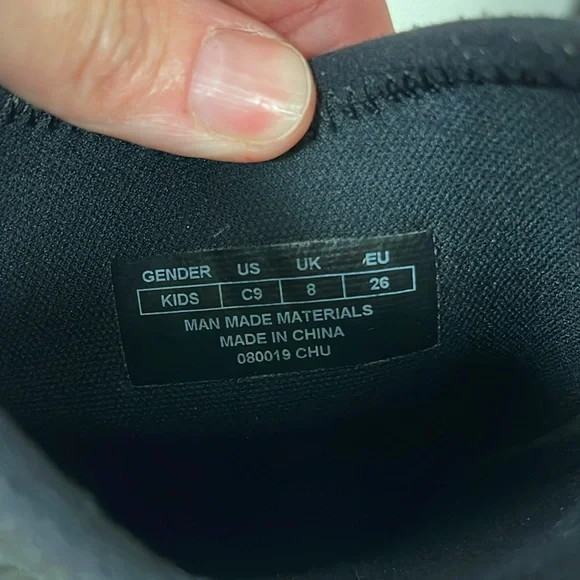 GENDER US UK EU
KIDS C9 8 26
MAN MADE MATERIALS
MADE IN CHINA
080019 CHU